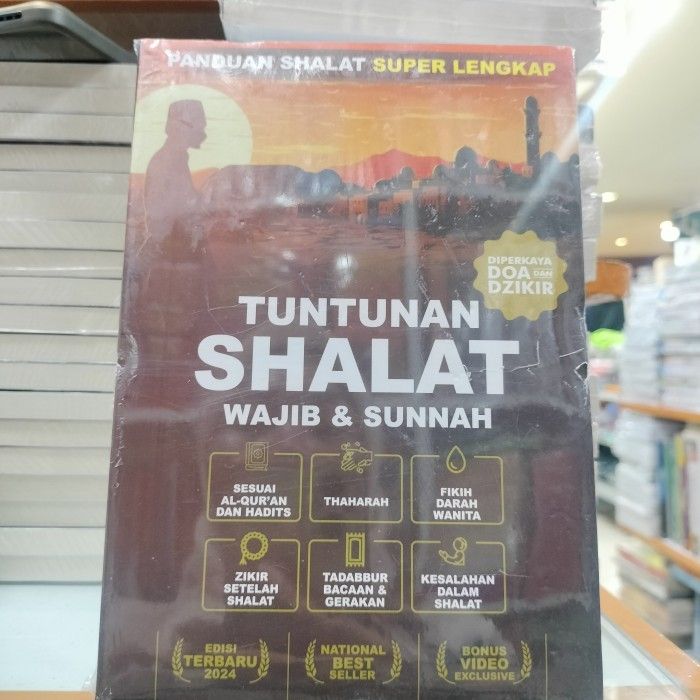 PANDUAN SHALAT SUPER LENGKAP
DIPERKAYA
DOA DAN
DZIKIR
TUNTUNAN
SHALAT
WAJIB & SUNNAH
SESUAI
AL-QUR'AN
DAN HADITS
THAHARAH
FIKIH
DARAH
WANITA
ZIKIR
SETELAH
SHALAT
TADABBUR
BACAAN &
GERAKAN
KESALAHAN
DALAM
SHALAT
EDISI
TERBARU
2024
NATIONAL
BEST
SELLER
BONUS
VIDEO
EXCLUSIVE